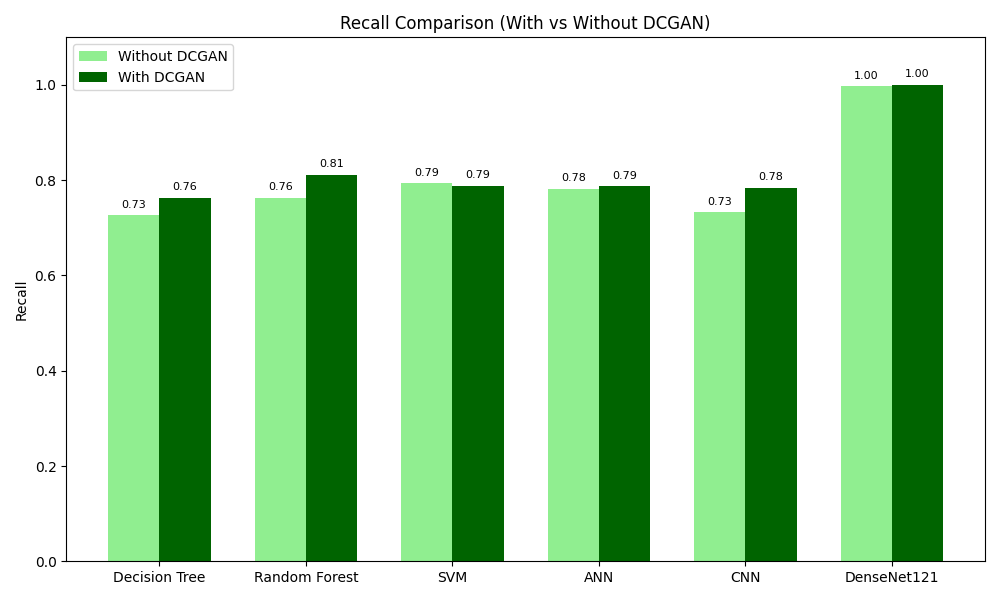 Recall Comparison (With vs Without DCGAN)
Without DCGAN
With DCGAN
Recall
1.0
0.8
0.6
0.4
0.2
0.0
0.73
0.76
0.76
0.81
0.79
0.79
0.78
0.79
0.73
0.78
1.00
1.00
Decision Tree
Random Forest
SVM
ANN
CNN
DenseNet121